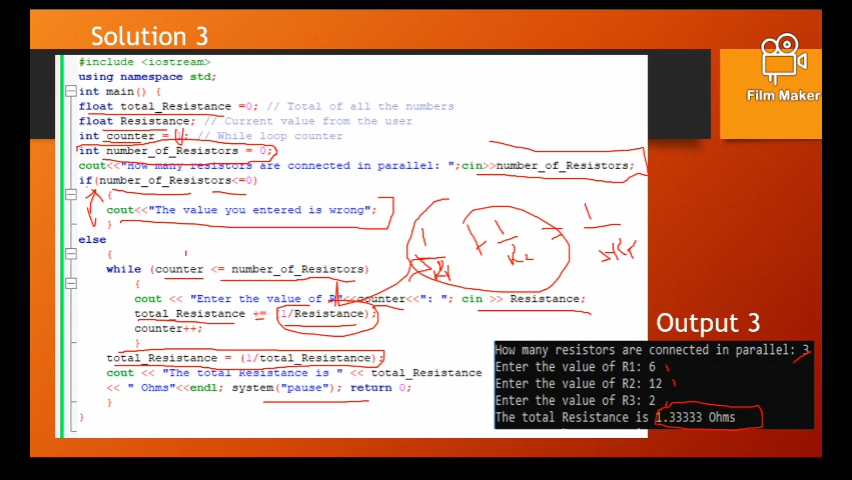 Solution 3
Film Maker
#include <iostream>
using namespace std;
int main() {
float total_Resistance =0; // Total of all the numbers
float Resistance; // Current value from the user
int counter = ; // While loop counter
int number_of_Resistors = 0;
cout<<"How many resistors are connected in parallel: ";cin>>number_of_Resistors;
if(number_of_Resistors<=0)
{
cout<<"The value you entered is wrong";
}
else
{
while (counter <= number_of_Resistors)
{
cout << "Enter the value of R"<<counter<<": "; cin >> Resistance;
total_Resistance += (1/Resistance);
counter++;
}
total_Resistance = (1/total_Resistance);
cout << "The total Resistance is " << total_Resistance
<< " Ohms"<<endl; system("pause"); return 0;
}
}
1/R1 + 1/R2 = 1/
Output 3
How many resistors are connected in parallel: 3
Enter the value of R1: 6
Enter the value of R2: 12
Enter the value of R3: 2
The total Resistance is 1.33333 Ohms